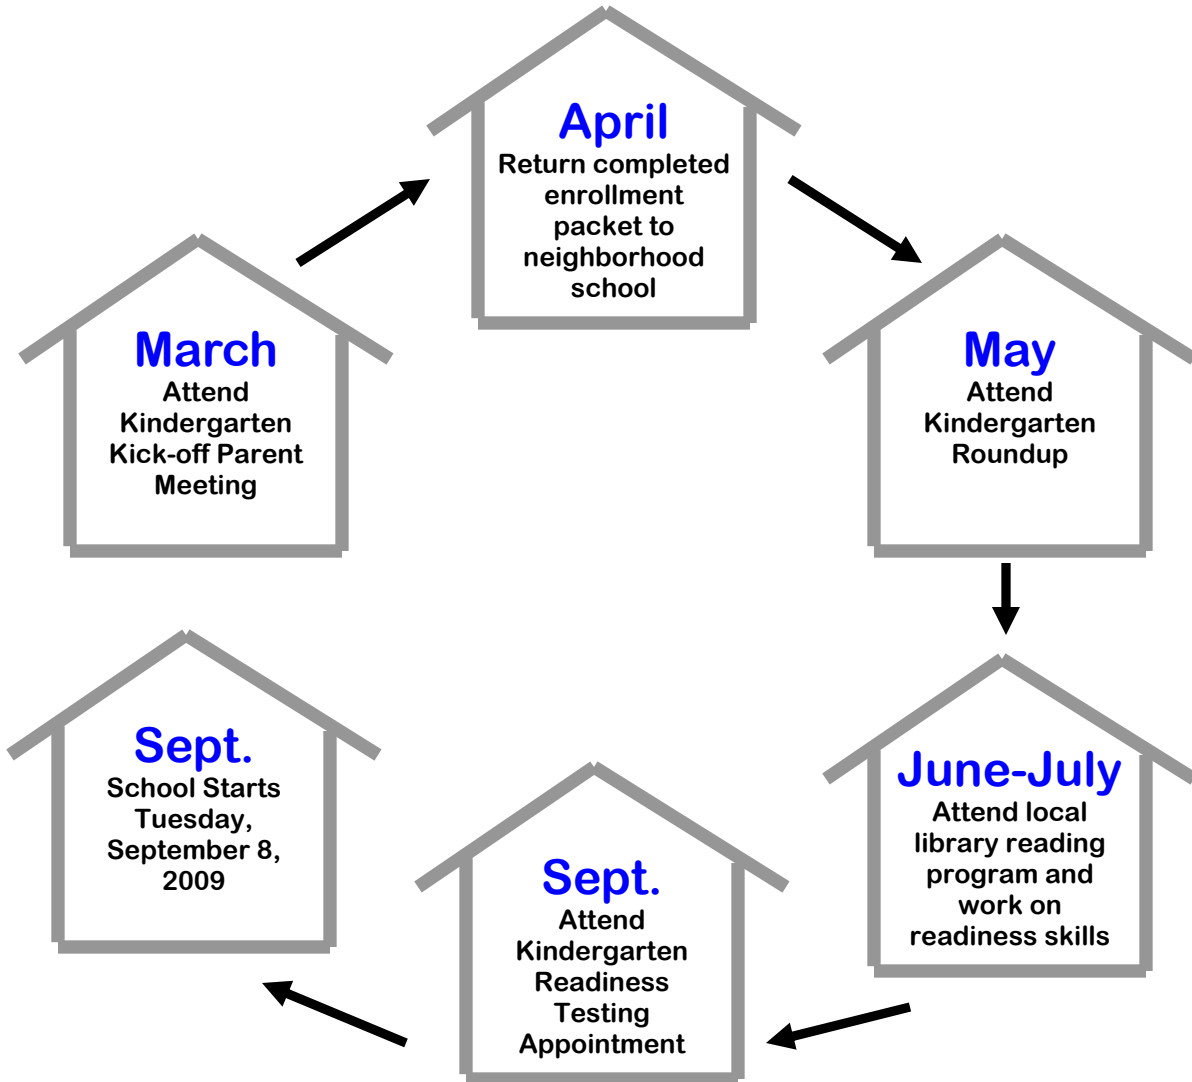 March
Attend
Kindergarten
Kick-off Parent
Meeting
April
Return completed
enrollment
packet to
neighborhood
school
May
Attend
Kindergarten
Roundup
June-July
Attend local
library reading
program and
work on
readiness skills
Sept.
Attend
Kindergarten
Readiness
Testing
Appointment
Sept.
School Starts
Tuesday,
September 8,
2009